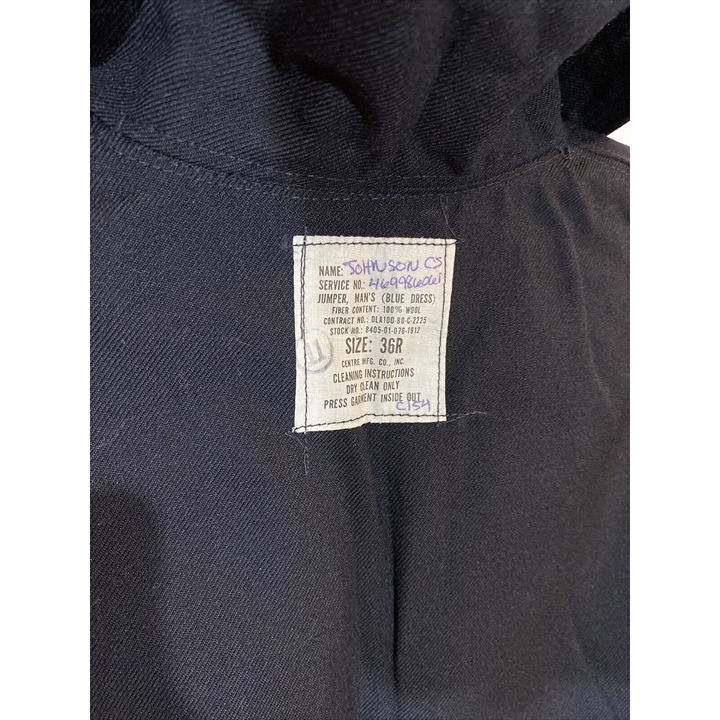 NAME: JOHNSON CS
SERVICE NO.:
JUMPER, MAN'S (BLUE DRESS)
FIBER CONTENT: 100% WOOL
CONTRACT NO.: DLA100-80-C-2225
STOCK NO.: 8405-01-076-1912
SIZE: 36R
CENTRE MFG. CO., INC.
CLEANING INSTRUCTIONS
DRY CLEAN ONLY
PRESS GARMENT INSIDE OUT
C154
11